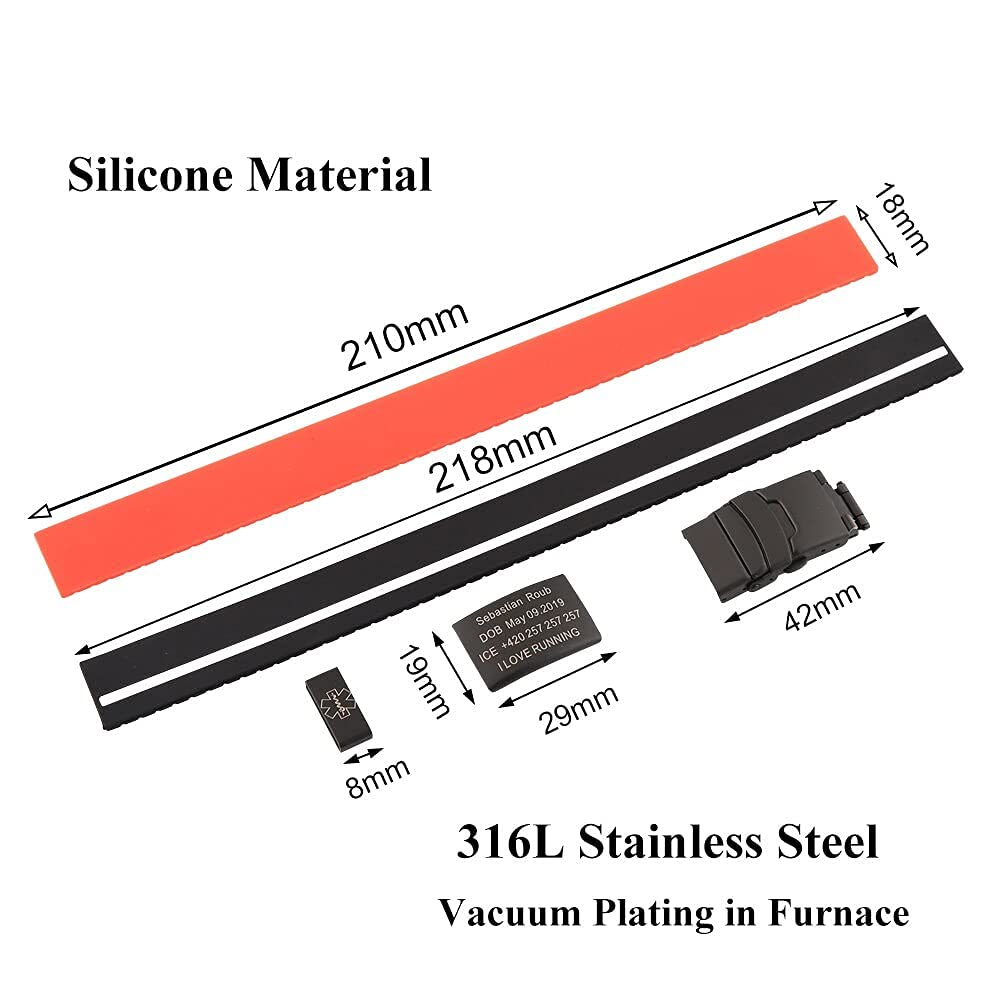 Silicone Material
18mm
210mm
218mm
42mm
Sebastian Roub
DOB May 09.2019
ICE +420 257 257 257
I LOVE RUNNING
19mm
29mm
8mm
316L Stainless Steel
Vacuum Plating in Furnace